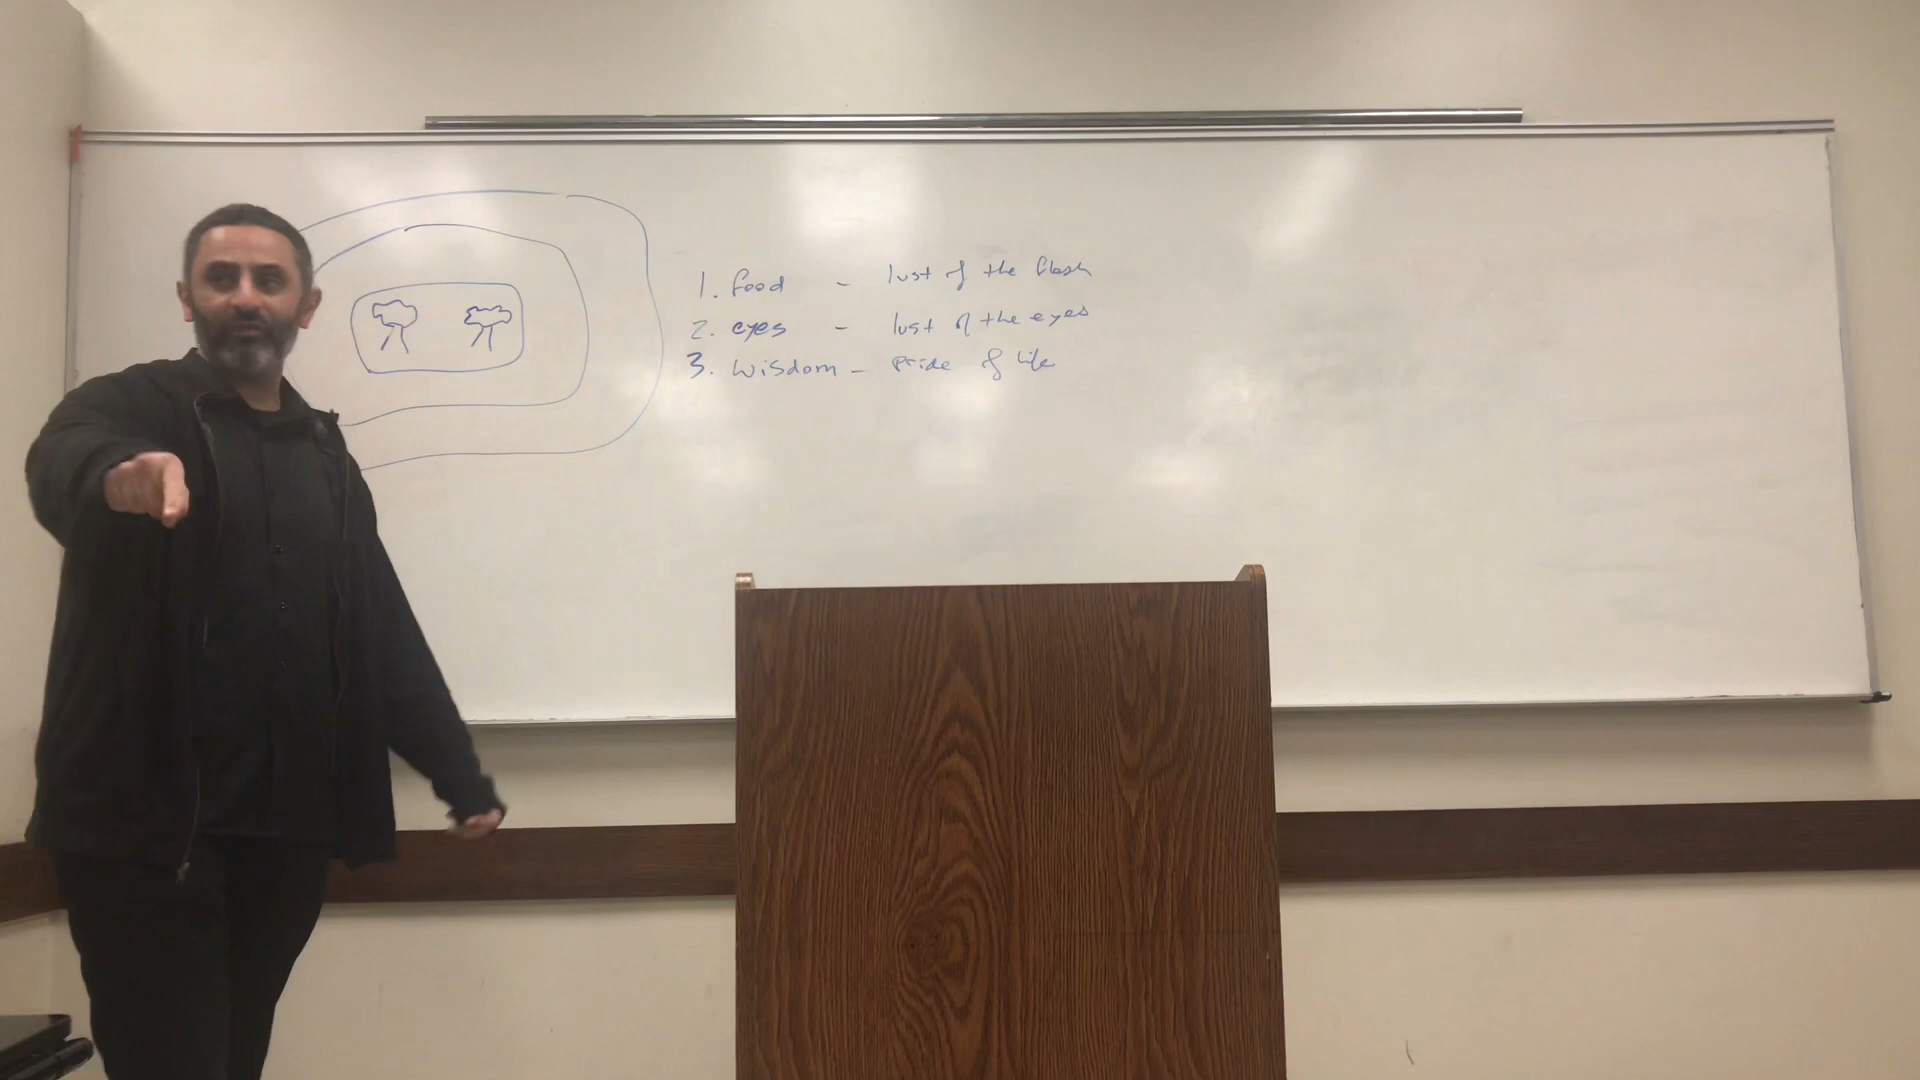 1. food - lust of the flesh
2. eyes - lust of the eyes
3. wisdom - Pride of life